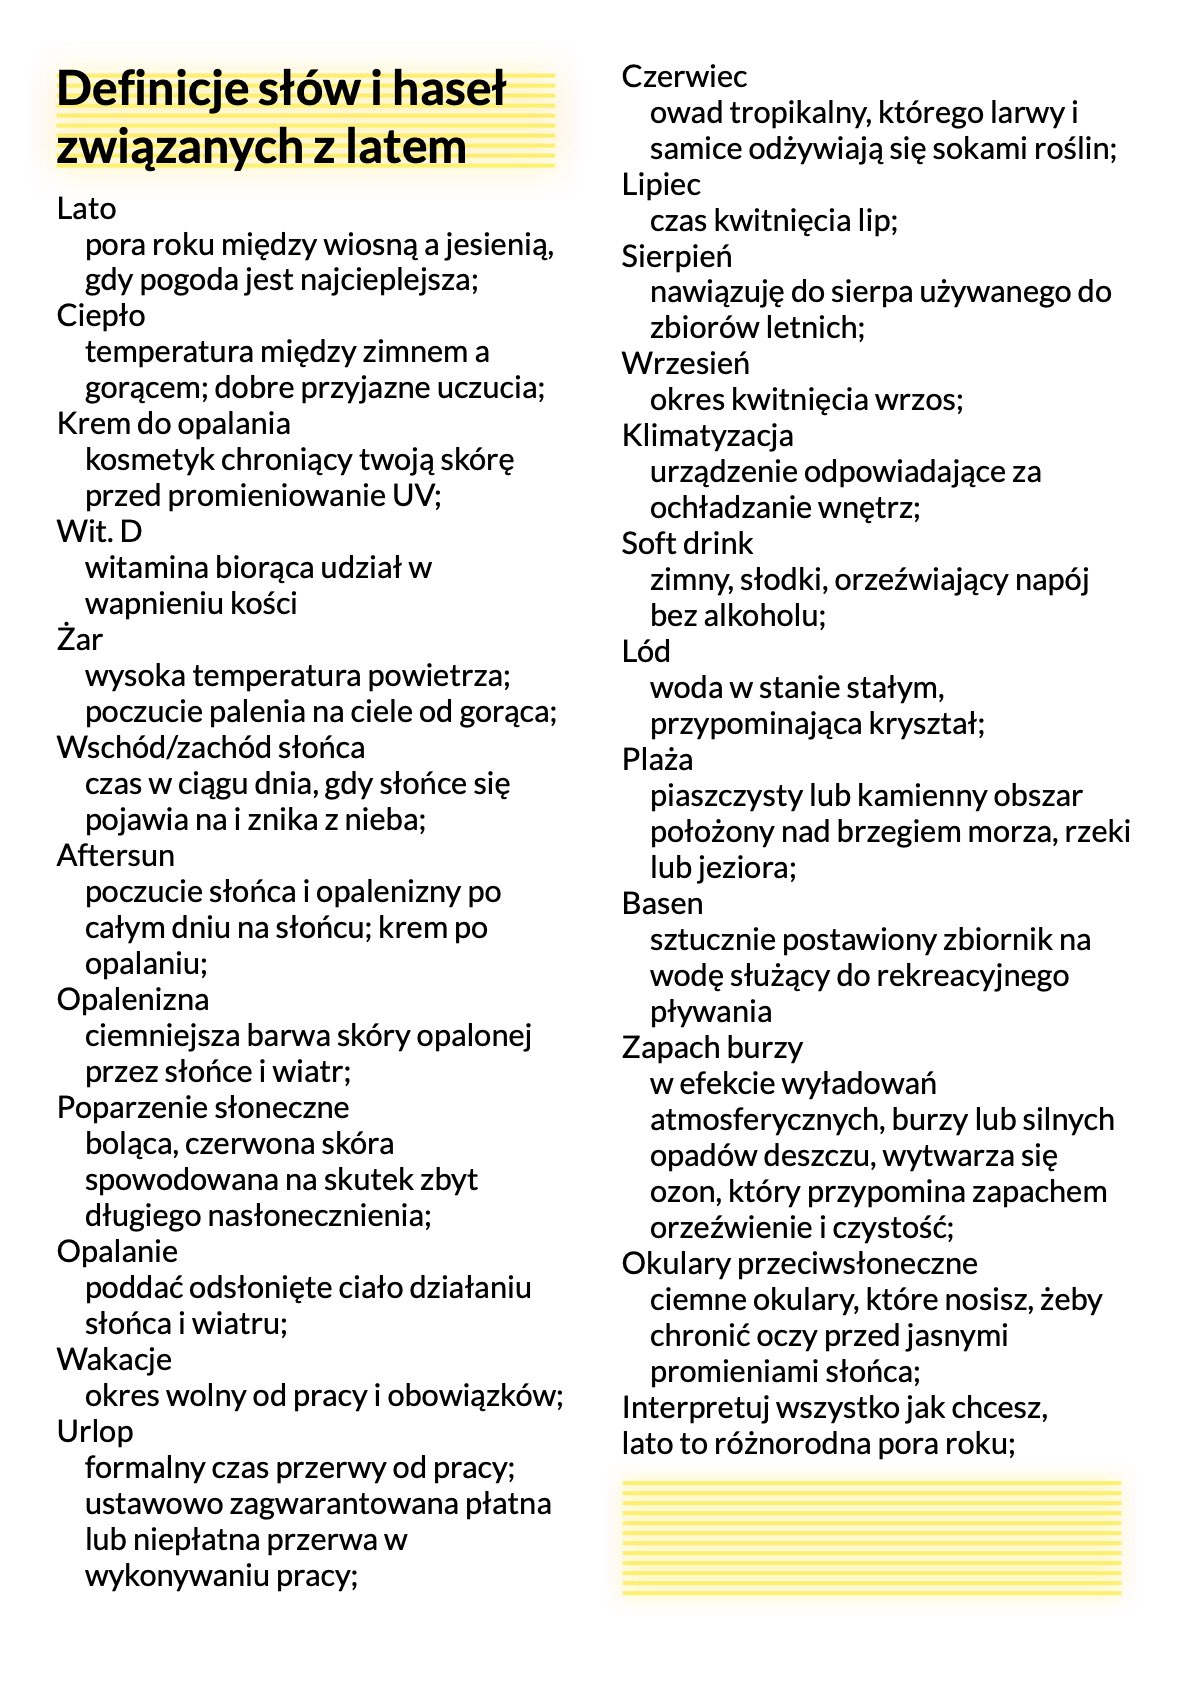 Definicje słów i haseł
związanych z latem
Lato
pora roku między wiosną a jesienią,
gdy pogoda jest najcieplejsza;
Ciepło
temperatura między zimnem a
gorącem; dobre przyjazne uczucia;
Krem do opalania
kosmetyk chroniący twoją skórę
przed promieniowanie UV;
Wit. D
witamina biorąca udział w
wapnieniu kości
Żar
wysoka temperatura powietrza;
poczucie palenia na ciele od gorąca;
Wschód/zachód słońca
czas w ciągu dnia, gdy słońce się
pojawia na i znika z nieba;
Aftersun
poczucie słońca i opalenizny po
całym dniu na słońcu; krem po
opalaniu;
Opalenizna
ciemniejsza barwa skóry opalonej
przez słońce i wiatr;
Poparzenie słoneczne
boląca, czerwona skóra
spowodowana na skutek zbyt
długiego nasłonecznienia;
Opalanie
poddać odsłonięte ciało działaniu
słońca i wiatru;
Wakacje
okres wolny od pracy i obowiązków;
Urlop
formalny czas przerwy od pracy;
ustawowo zagwarantowana płatna
lub niepłatna przerwa w
wykonywaniu pracy;
Czerwiec
owad tropikalny, którego larwy i
samice odżywiają się sokami roślin;
Lipiec
czas kwitnięcia lip;
Sierpień
nawiązuję do sierpa używanego do
zbiorów letnich;
Wrzesień
okres kwitnięcia wrzos;
Klimatyzacja
urządzenie odpowiadające za
ochładzanie wnętrz;
Soft drink
zimny, słodki, orzeźwiający napój
bez alkoholu;
Lód
woda w stanie stałym,
przypominająca kryształ;
Plaża
piaszczysty lub kamienny obszar
położony nad brzegiem morza, rzeki
lub jeziora;
Basen
sztucznie postawiony zbiornik na
wodę służący do rekreacyjnego
pływania
Zapach burzy
w efekcie wyładowań
atmosferycznych, burzy lub silnych
opadów deszczu, wytwarza się
ozon, który przypomina zapachem
orzeźwienie i czystość;
Okulary przeciwsłoneczne
ciemne okulary, które nosisz, żeby
chronić oczy przed jasnymi
promieniami słońca;
Interpretuj wszystko jak chcesz,
lato to różnorodna pora roku;